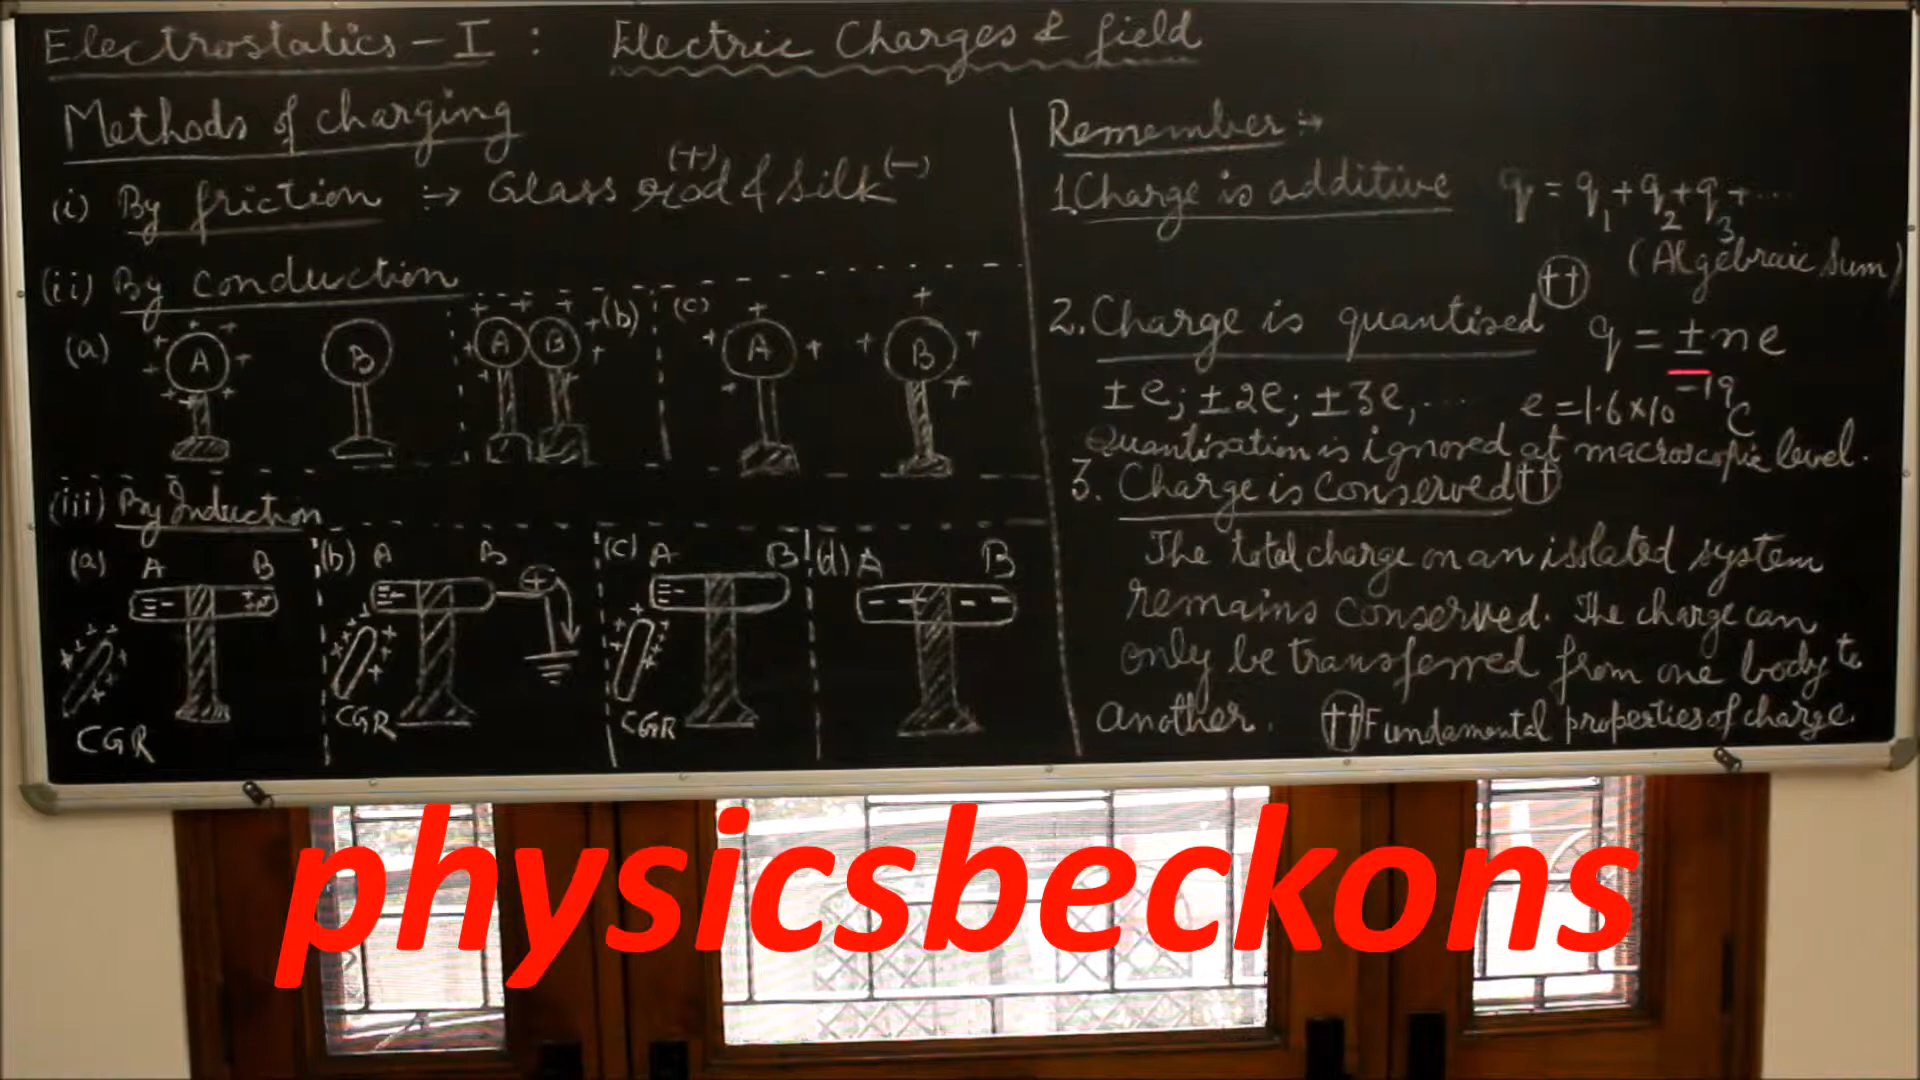 Electrostatics - I : Electric Charges & field
Methods of charging
(i) By friction :→ Glass rod (+) & Silk (-)
(ii) By conduction
(a) A B
(b) A B
(c) A B
(iii) By Induction
(a) A B
CGR
(b) A B
CGR
(c) A B
CGR
(d) A B
Remember :→
1. Charge is additive q = q₁ + q₂ + q₃ + ....
(Algebraic Sum)
2. Charge is quantised †† q = ±ne
±e; ±2e; ±3e, .... e = 1.6×10⁻¹⁹C
Quantisation is ignored at macroscopic level.
3. Charge is Conserved ††
The total charge on an isolated system
remains conserved. The charge can
only be transferred from one body to
another. †† Fundamental properties of charge.
physicsbeckons